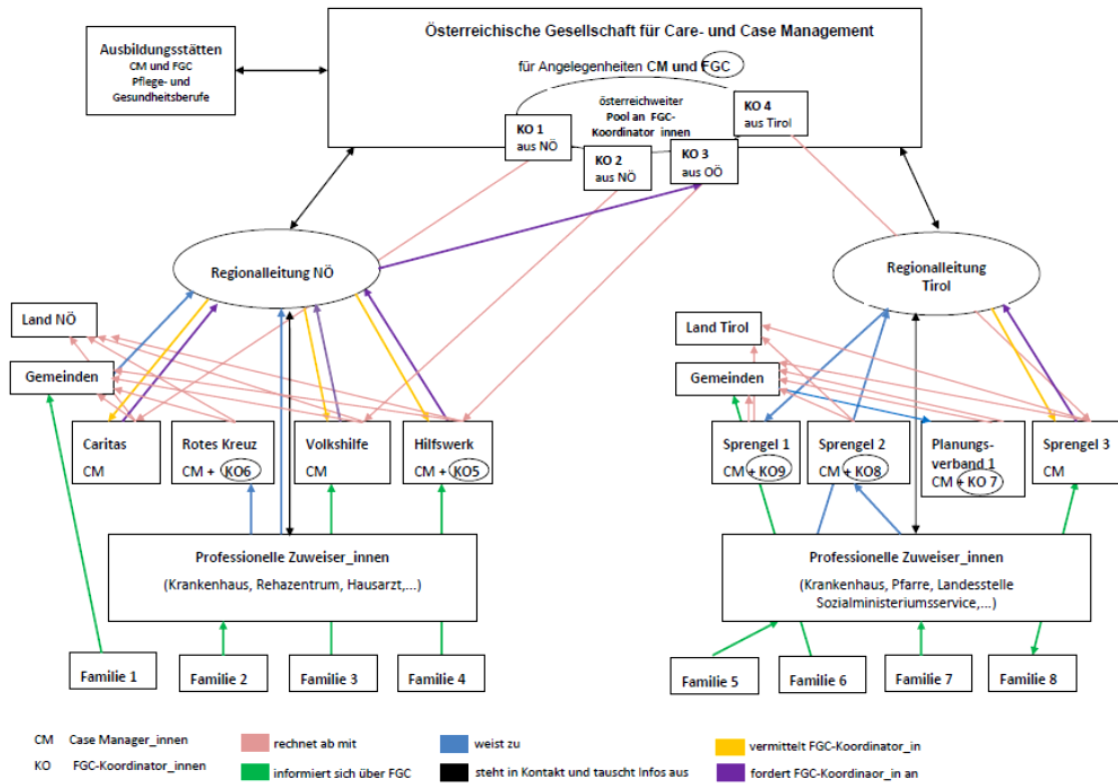 Österreichische Gesellschaft für Care- und Case Management
für Angelegenheiten CM und FGC
Ausbildungsstätten
CM und FGC
Pflege- und
Gesundheitsberufe
österreichweiter
Pool an FGC-
Koordinator innen
KO 1
aus NÖ
KO 2
aus NÖ
KO 3
aus OÖ
KO 4
aus Tirol
Regionalleitung NÖ
Regionalleitung
Tirol
Land NÖ
Gemeinden
Land Tirol
Gemeinden
Caritas
CM
Rotes Kreuz
CM + KO6
Volkshilfe
CM
Hilfswerk
CM + KO5
Sprengel 1
CM + KO9
Sprengel 2
CM + KO8
Planungs-
verband 1
CM + KO 7
Sprengel 3
CM
Professionelle Zuweiser_innen
(Krankenhaus, Rehazentrum, Hausarzt,...)
Professionelle Zuweiser_innen
(Krankenhaus, Pfarre, Landesstelle
Sozialministeriumsservice,...)
Familie 1
Familie 2
Familie 3
Familie 4
Familie 5
Familie 6
Familie 7
Familie 8
CM Case Manager_innen
rechnet ab mit
weist zu
vermittelt FGC-Koordinator_in
KO FGC-Koordinator_innen
informiert sich über FGC
steht in Kontakt und tauscht Infos aus
fordert FGC-Koordinaor_in an